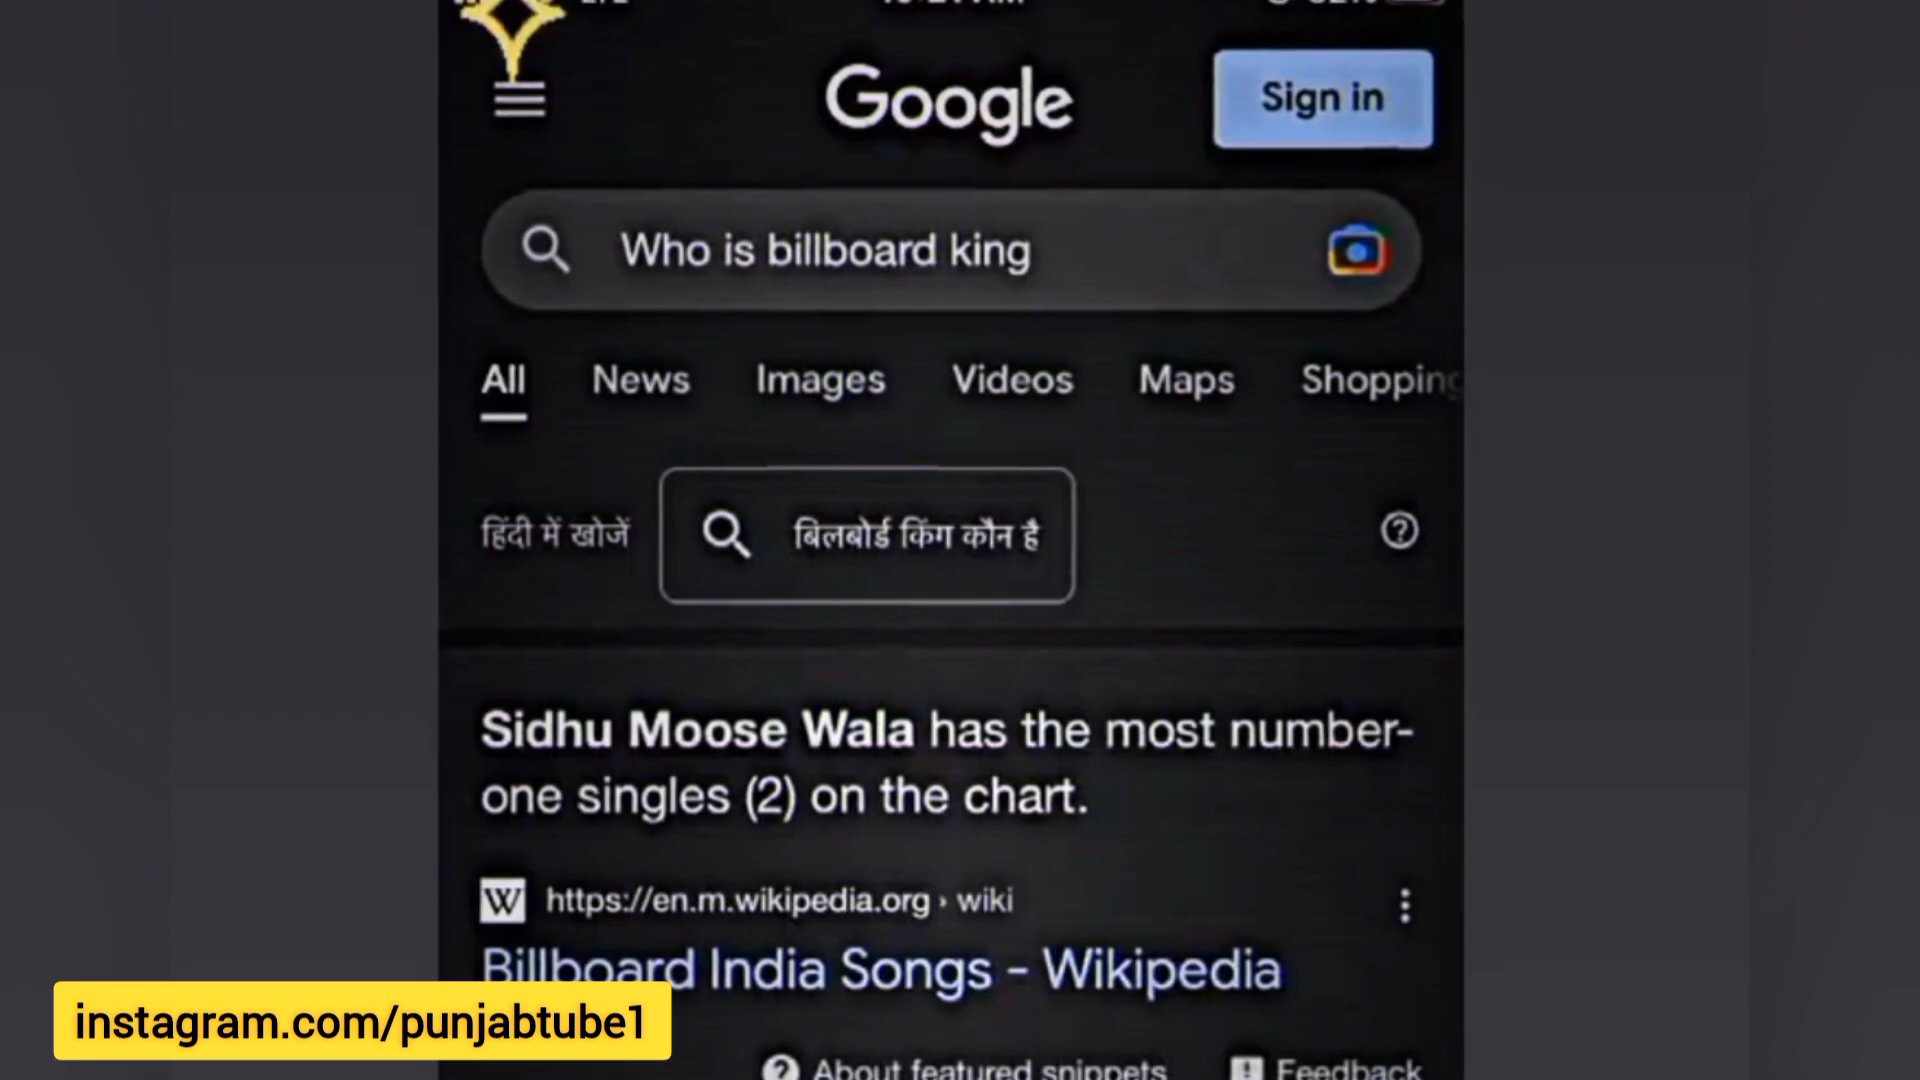 Google
Sign in
Who is billboard king
All News Images Videos Maps Shopping
हिंदी में खोजें बिलबोर्ड किंग कौन है
Sidhu Moose Wala has the most number-
one singles (2) on the chart.
https://en.m.wikipedia.org › wiki
Billboard India Songs - Wikipedia
instagram.com/punjabtube1
About featured snippets Feedback